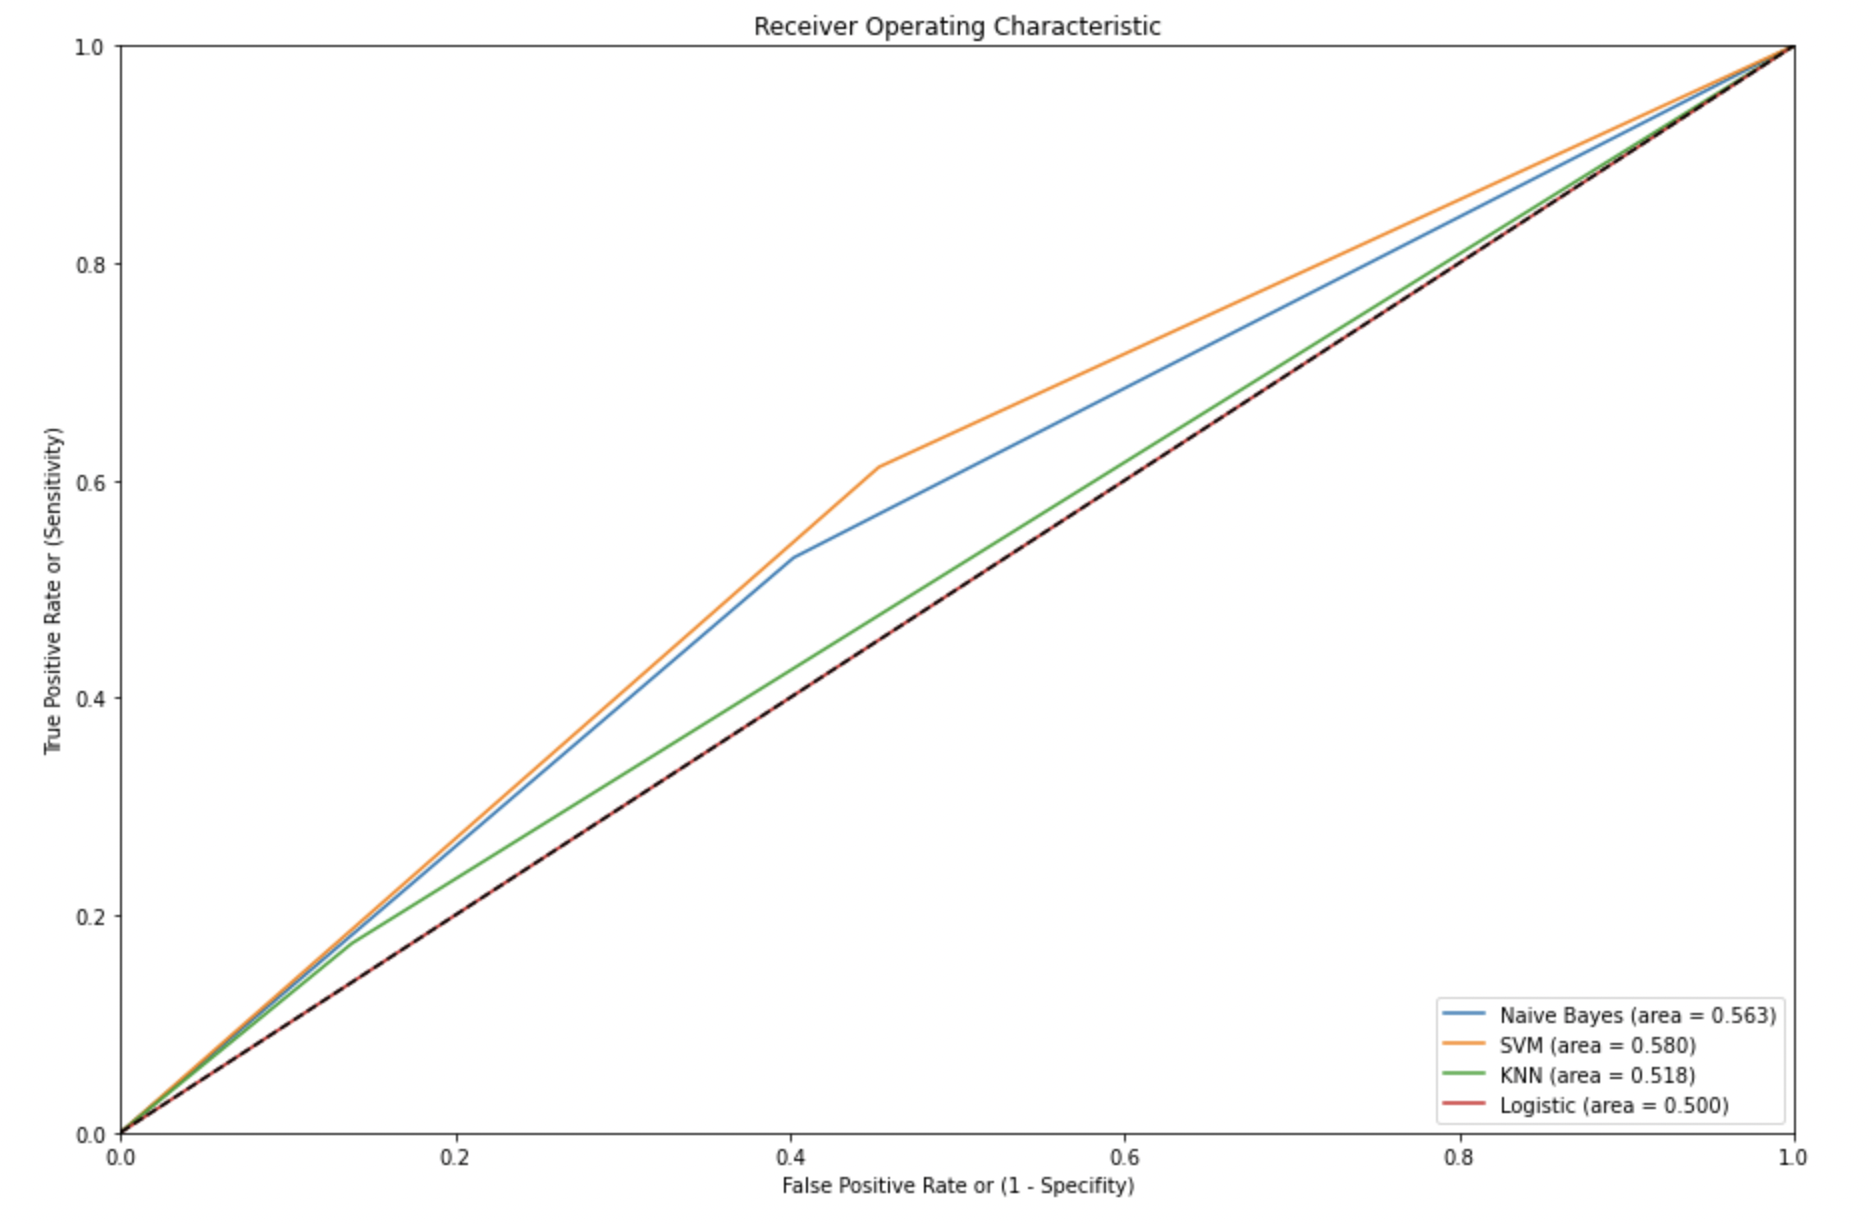 Receiver Operating Characteristic
1.0
0.8
0.6
0.4
0.2
0.0
True Positive Rate or (Sensitivity)
0.0 0.2 0.4 0.6 0.8 1.0
False Positive Rate or (1 - Specifity)
Naive Bayes (area = 0.563)
SVM (area = 0.580)
KNN (area = 0.518)
Logistic (area = 0.500)